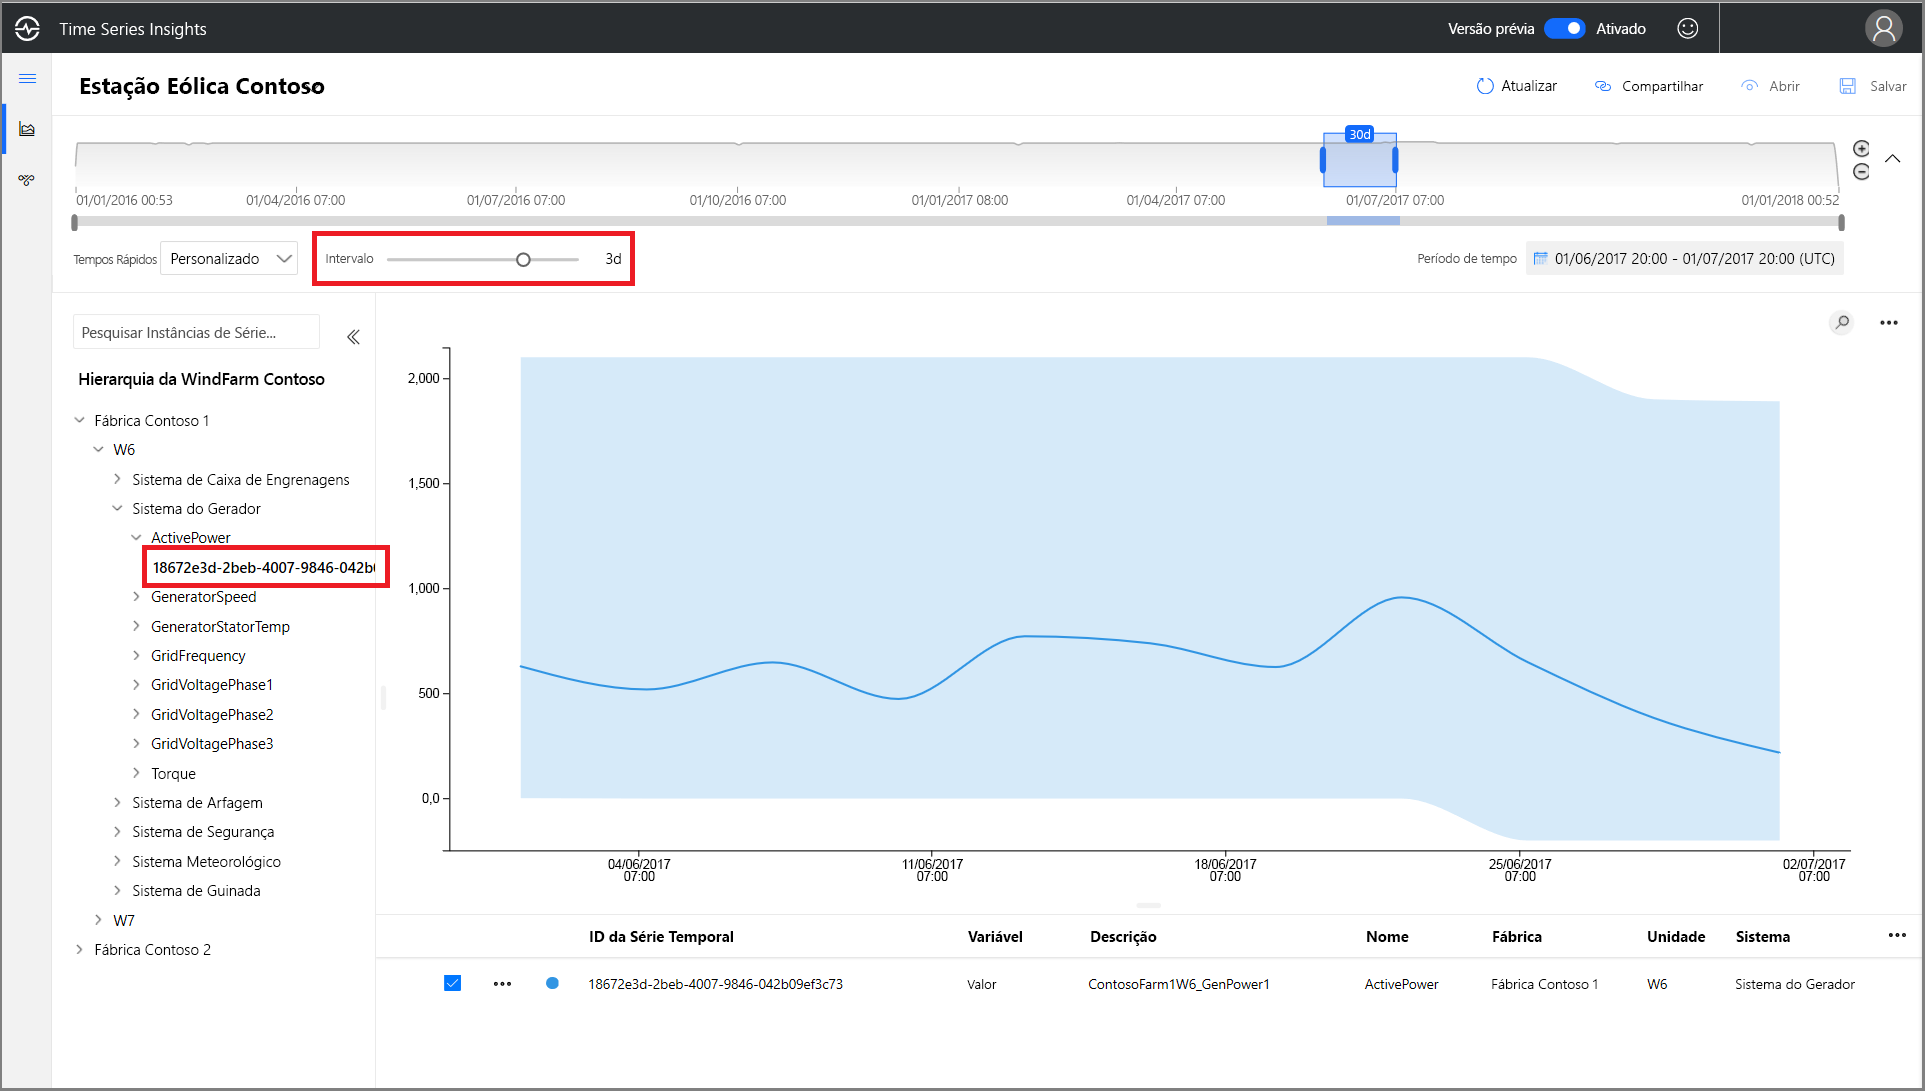 Time Series Insights
Versão prévia Ativado
Estação Eólica Contoso
Atualizar Compartilhar Abrir Salvar
30d
01/01/2016 00:53 01/04/2016 07:00 01/07/2016 07:00 01/10/2016 07:00 01/01/2017 08:00 01/04/2017 07:00 01/07/2017 07:00 01/01/2018 00:52
Tempos Rápidos Personalizado Intervalo 3d Período de tempo 01/06/2017 20:00 - 01/07/2017 20:00 (UTC)
Pesquisar Instâncias de Série...
Hierarquia da WindFarm Contoso
Fábrica Contoso 1
W6
Sistema de Caixa de Engrenagens
Sistema do Gerador
ActivePower
18672e3d-2beb-4007-9846-042b
GeneratorSpeed
GeneratorStatorTemp
GridFrequency
GridVoltagePhase1
GridVoltagePhase2
GridVoltagePhase3
Torque
Sistema de Arfagem
Sistema de Segurança
Sistema Meteorológico
Sistema de Guinada
W7
Fábrica Contoso 2
2,000
1,500
1,000
500
0,0
04/06/2017 11/06/2017 18/06/2017 25/06/2017 02/07/2017
07:00 07:00 07:00 07:00 07:00
ID da Série Temporal Variável Descrição Nome Fábrica Unidade Sistema
18672e3d-2beb-4007-9846-042b09ef3c73 Valor ContosoFarm1W6_GenPower1 ActivePower Fábrica Contoso 1 W6 Sistema do Gerador